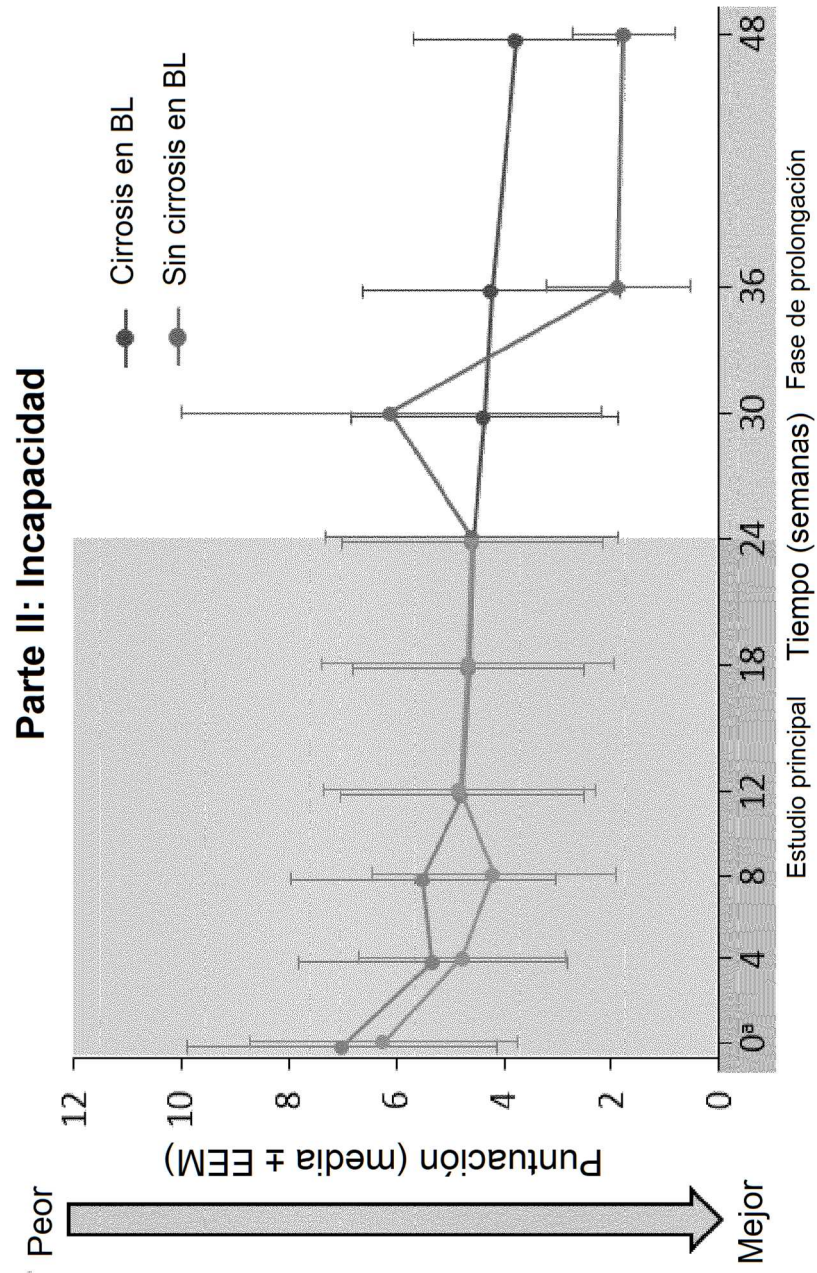 Parte II: Incapacidad
Cirrosis en BL
Sin cirrosis en BL
Peor
Mejor
Puntuación (media ± EEM)
12
10
8
6
4
2
0
0ª 4 8 12 18 24 30 36 48
Estudio principal Tiempo (semanas) Fase de prolongación